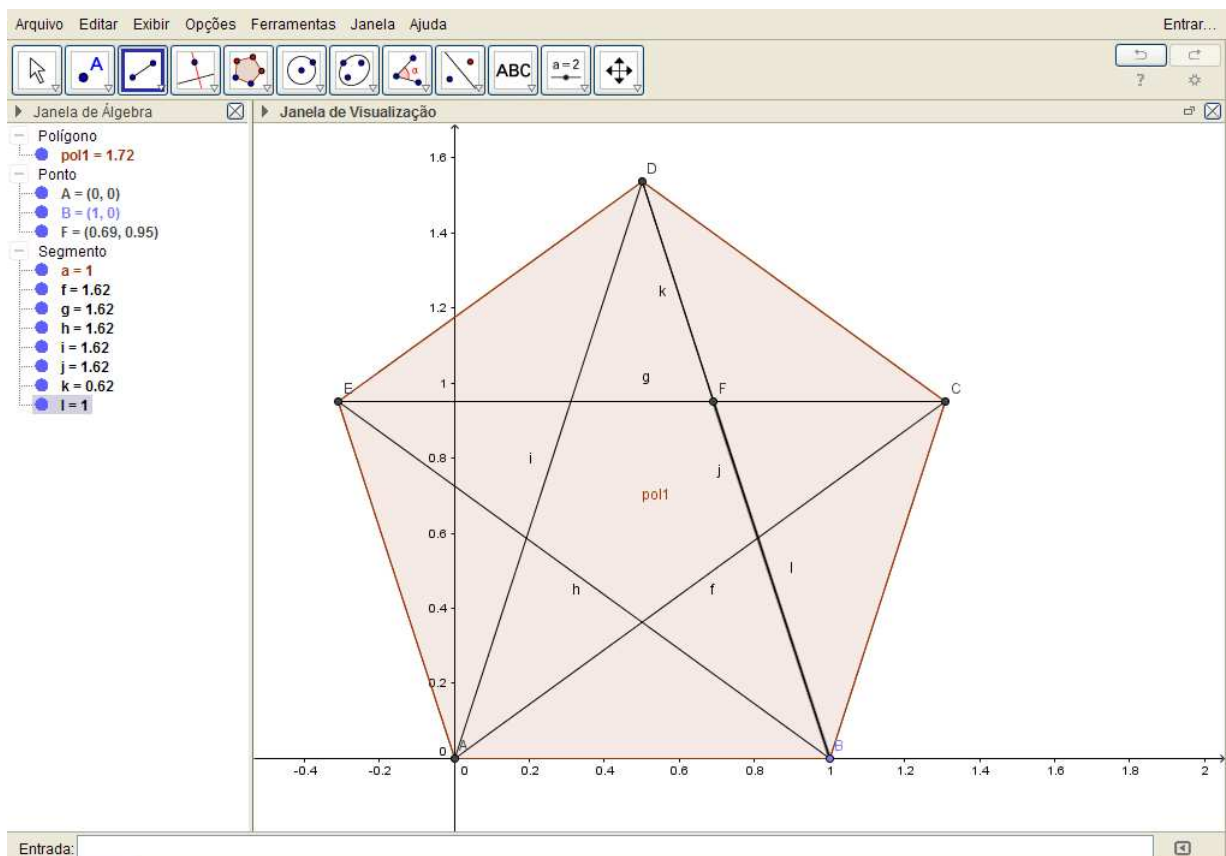 Arquivo Editar Exibir Opções Ferramentas Janela Ajuda Entrar...
A α ABC a=2
?
Janela de Álgebra
Janela de Visualização
Polígono
pol1 = 1.72
Ponto
A = (0, 0)
B = (1, 0)
F = (0.69, 0.95)
Segmento
a = 1
f = 1.62
g = 1.62
h = 1.62
i = 1.62
j = 1.62
k = 0.62
l = 1
1.6
D
1.4
k
1.2
g
1
E F C
0.8
i j
pol1
0.6
l
h f
0.4
0.2
0 A B
-0.4 -0.2 0 0.2 0.4 0.6 0.8 1 1.2 1.4 1.6 1.8 2
Entrada: